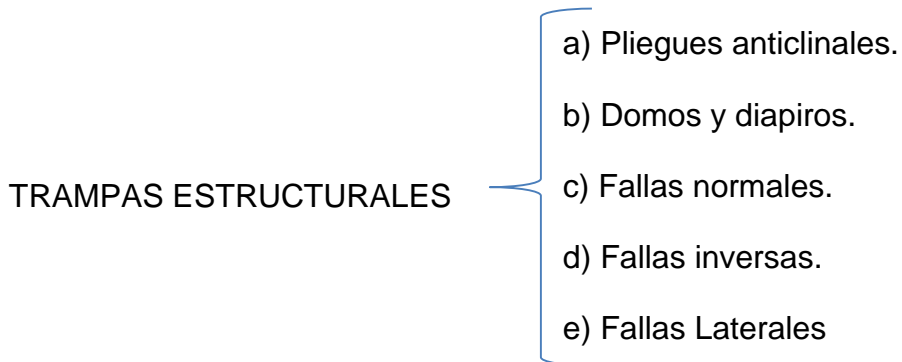 TRAMPAS ESTRUCTURALES
a) Pliegues anticlinales.
b) Domos y diapiros.
c) Fallas normales.
d) Fallas inversas.
e) Fallas Laterales